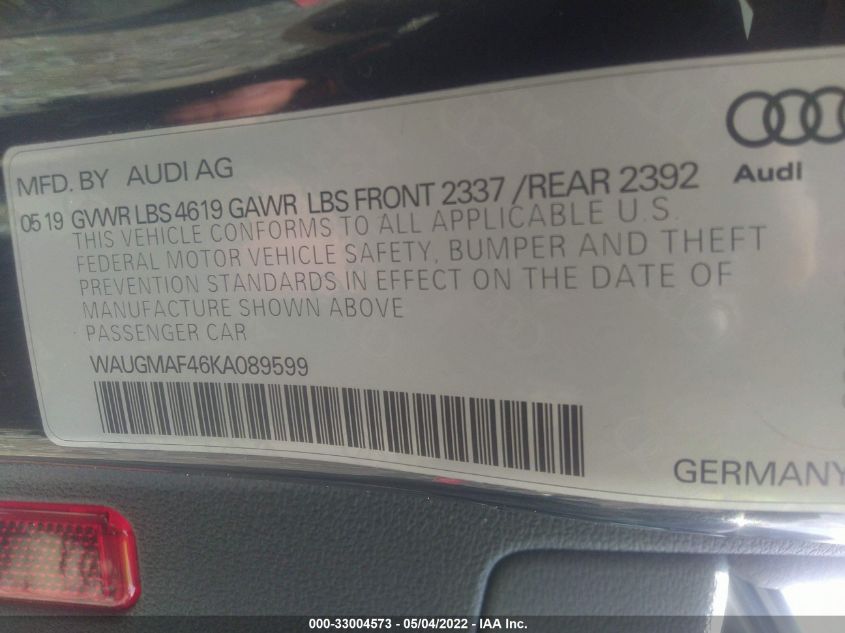 MFD. BY AUDI AG
Audi
05 19 GVWR LBS 4619 GAWR LBS FRONT 2337 /REAR 2392
THIS VEHICLE CONFORMS TO ALL APPLICABLE U.S.
FEDERAL MOTOR VEHICLE SAFETY, BUMPER AND THEFT
PREVENTION STANDARDS IN EFFECT ON THE DATE OF
MANUFACTURE SHOWN ABOVE
PASSENGER CAR
WAUGMAF46KA089599
GERMANY
000-33004573 - 05/04/2022 - IAA Inc.